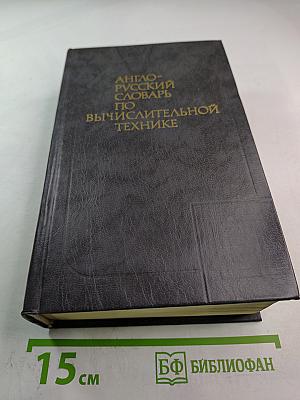 АНГЛО-
РУССКИЙ
СЛОВАРЬ
ПО
ВЫЧИСЛИТЕЛЬНОЙ
ТЕХНИКЕ
15 см
БФ БИБЛИОФАН